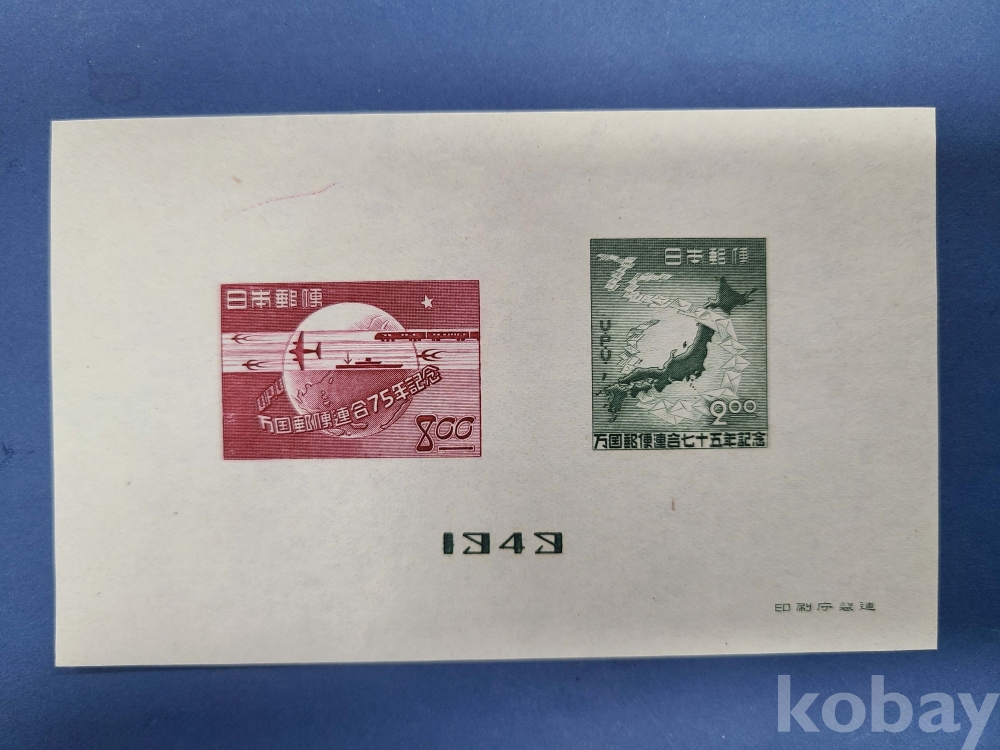 日本郵便
UPU
万国郵便連合75年記念
8.00
日本郵便
75
UPU
2.00
万国郵便連合七十五年記念
1949
印刷庁製造
kobay